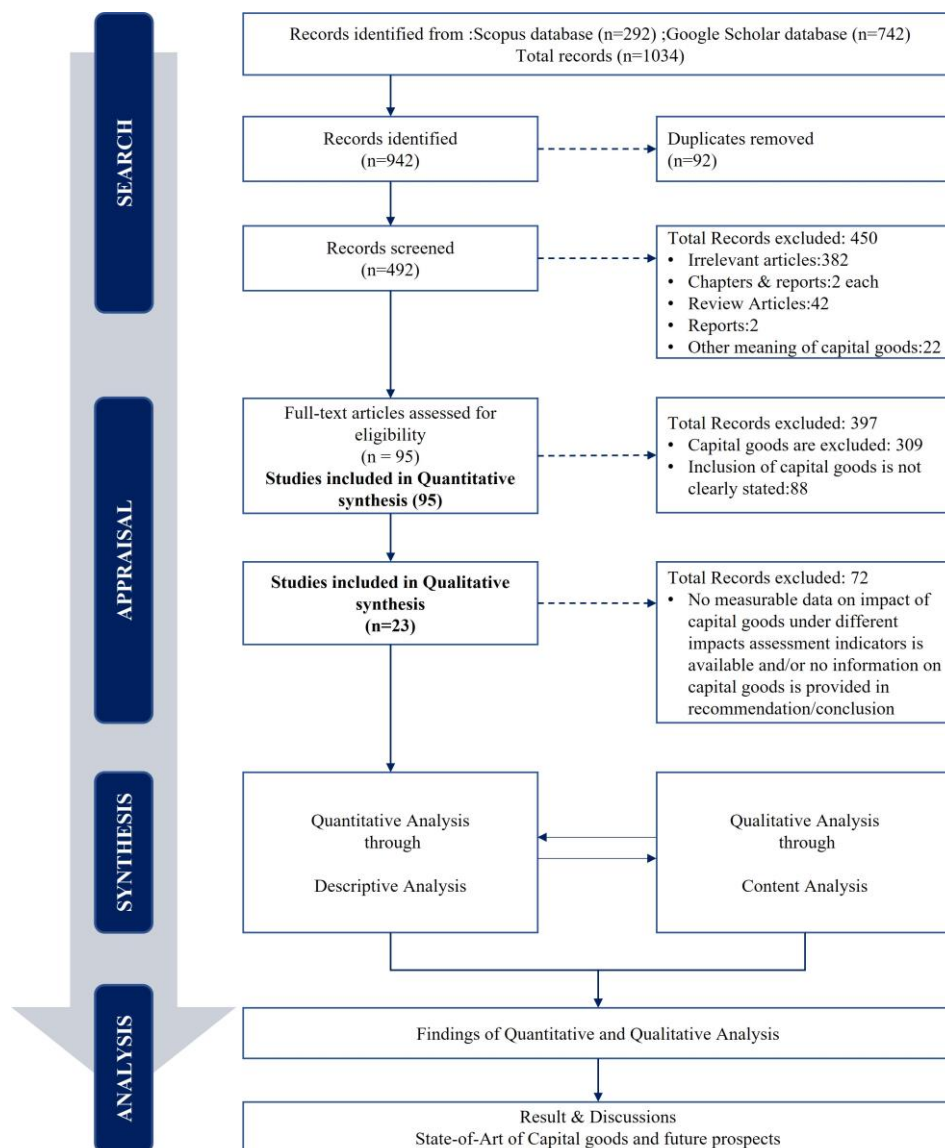 SEARCH
Records identified from :Scopus database (n=292) ;Google Scholar database (n=742)
Total records (n=1034)
Records identified
(n=942)
Duplicates removed
(n=92)
Records screened
(n=492)
Total Records excluded: 450
• Irrelevant articles:382
• Chapters & reports:2 each
• Review Articles:42
• Reports:2
• Other meaning of capital goods:22
APPRAISAL
Full-text articles assessed for
eligibility
(n = 95)
Studies included in Quantitative
synthesis (95)
Total Records excluded: 397
• Capital goods are excluded: 309
• Inclusion of capital goods is not
clearly stated:88
Studies included in Qualitative
synthesis
(n=23)
Total Records excluded: 72
• No measurable data on impact of
capital goods under different
impacts assessment indicators is
available and/or no information on
capital goods is provided in
recommendation/conclusion
SYNTHESIS
Quantitative Analysis
through
Descriptive Analysis
Qualitative Analysis
through
Content Analysis
ANALYSIS
Findings of Quantitative and Qualitative Analysis
Result & Discussions
State-of-Art of Capital goods and future prospects